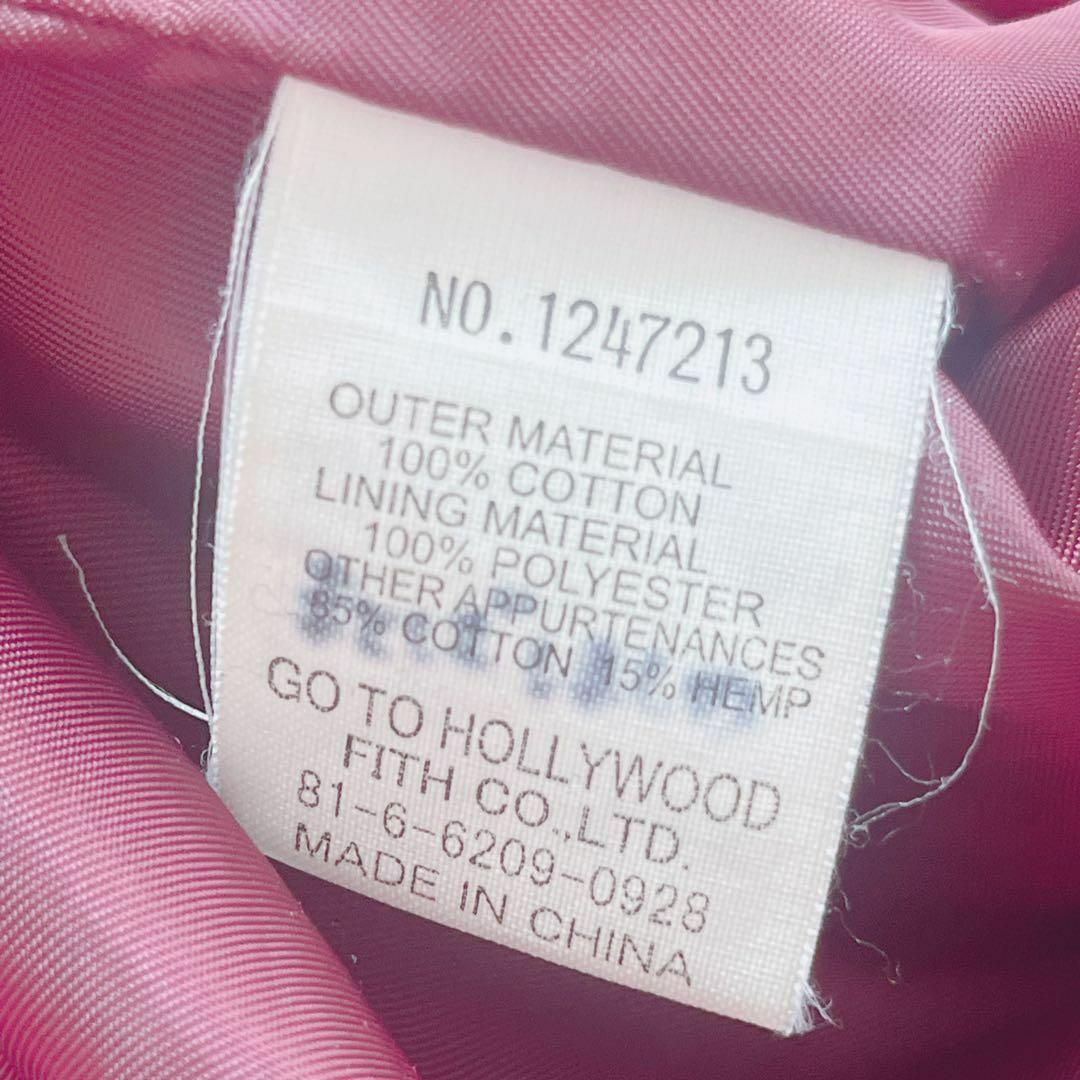 NO.1247213
OUTER MATERIAL
100% COTTON
LINING MATERIAL
100% POLYESTER
OTHER APPURTENANCES
85% COTTON 15% HEMP
GO TO HOLLYWOOD
FITH CO.,LTD.
81-6-6209-0928
MADE IN CHINA